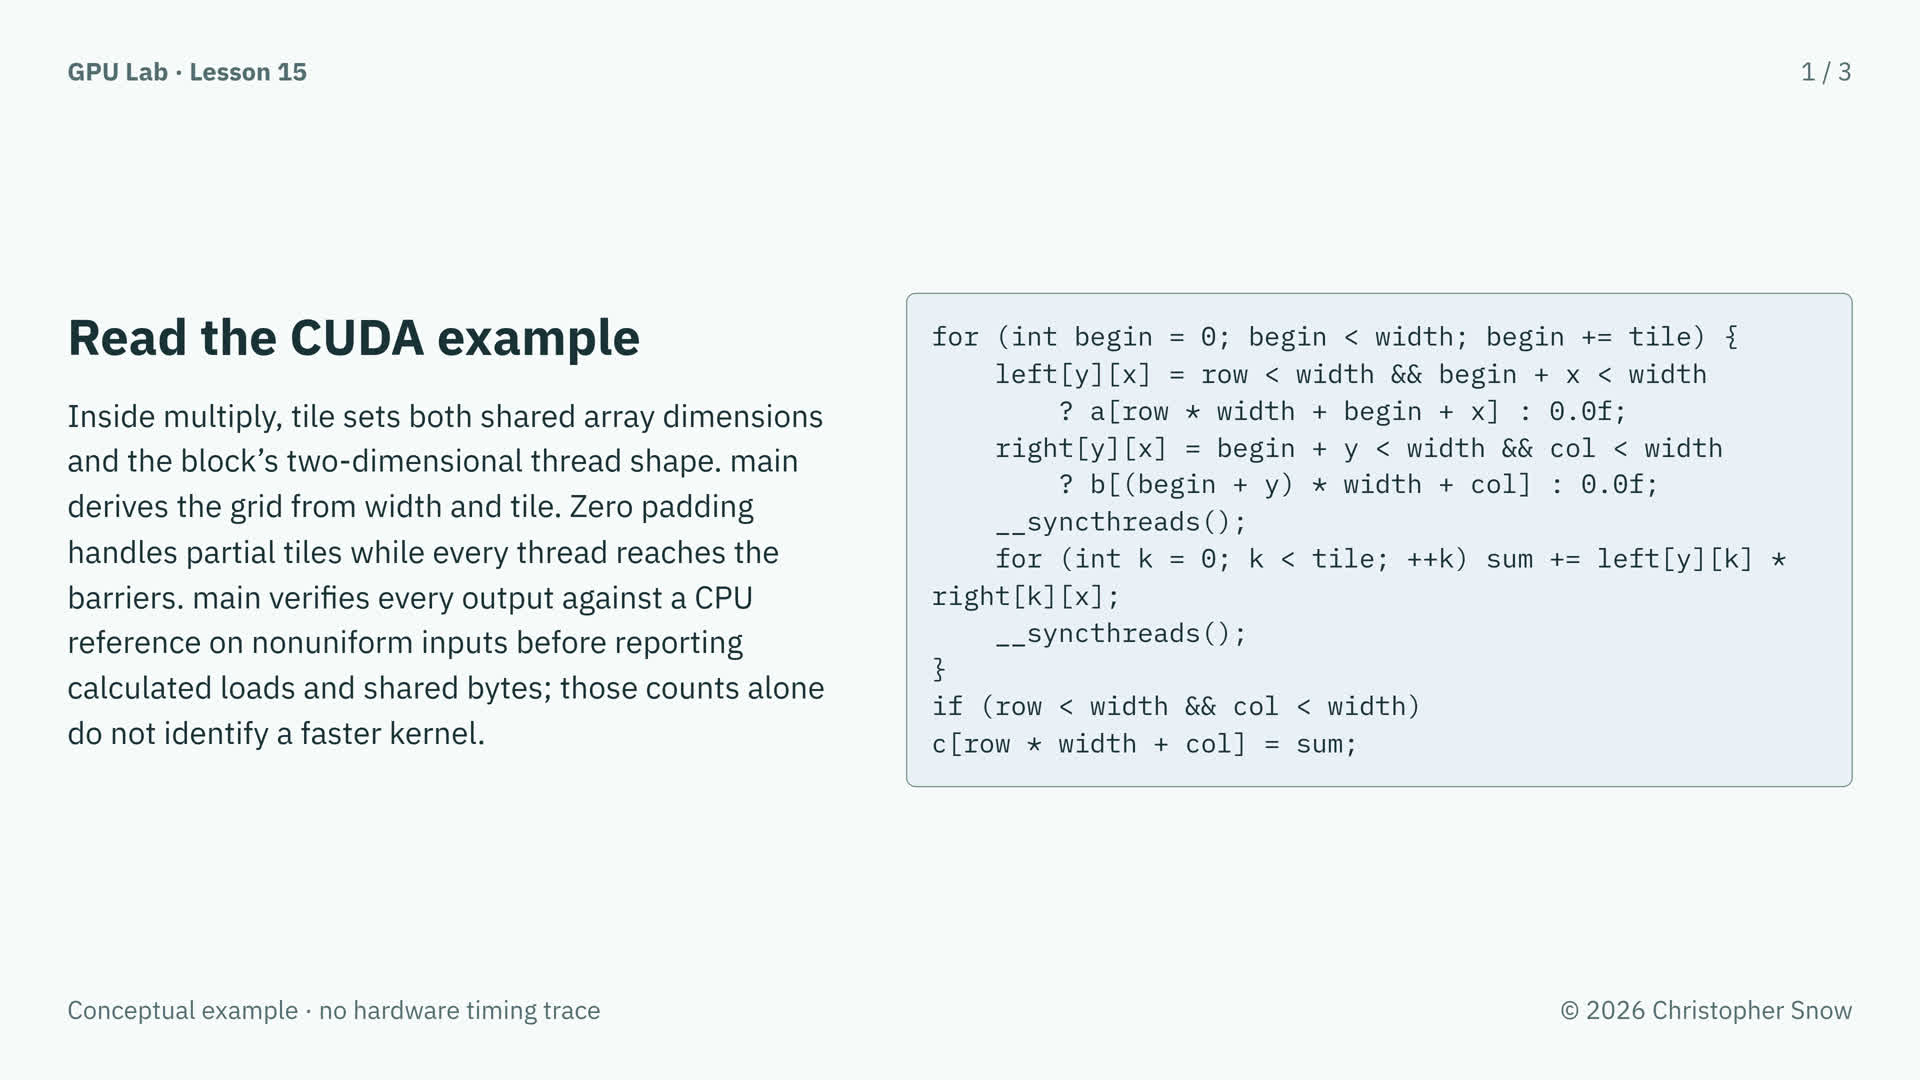 GPU Lab · Lesson 15
1 / 3
Read the CUDA example
Inside multiply, tile sets both shared array dimensions
and the block’s two-dimensional thread shape. main
derives the grid from width and tile. Zero padding
handles partial tiles while every thread reaches the
barriers. main verifies every output against a CPU
reference on nonuniform inputs before reporting
calculated loads and shared bytes; those counts alone
do not identify a faster kernel.
for (int begin = 0; begin < width; begin += tile) {
    left[y][x] = row < width && begin + x < width
        ? a[row * width + begin + x] : 0.0f;
    right[y][x] = begin + y < width && col < width
        ? b[(begin + y) * width + col] : 0.0f;
    __syncthreads();
    for (int k = 0; k < tile; ++k) sum += left[y][k] *
right[k][x];
    __syncthreads();
}
if (row < width && col < width)
c[row * width + col] = sum;
Conceptual example · no hardware timing trace
© 2026 Christopher Snow